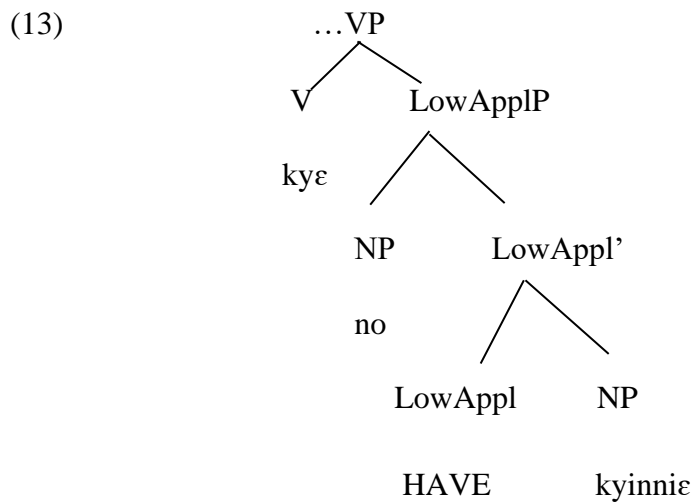 (13) …VP
V LowApplP
kyɛ
NP LowAppl’
no
LowAppl NP
HAVE kyinniɛ